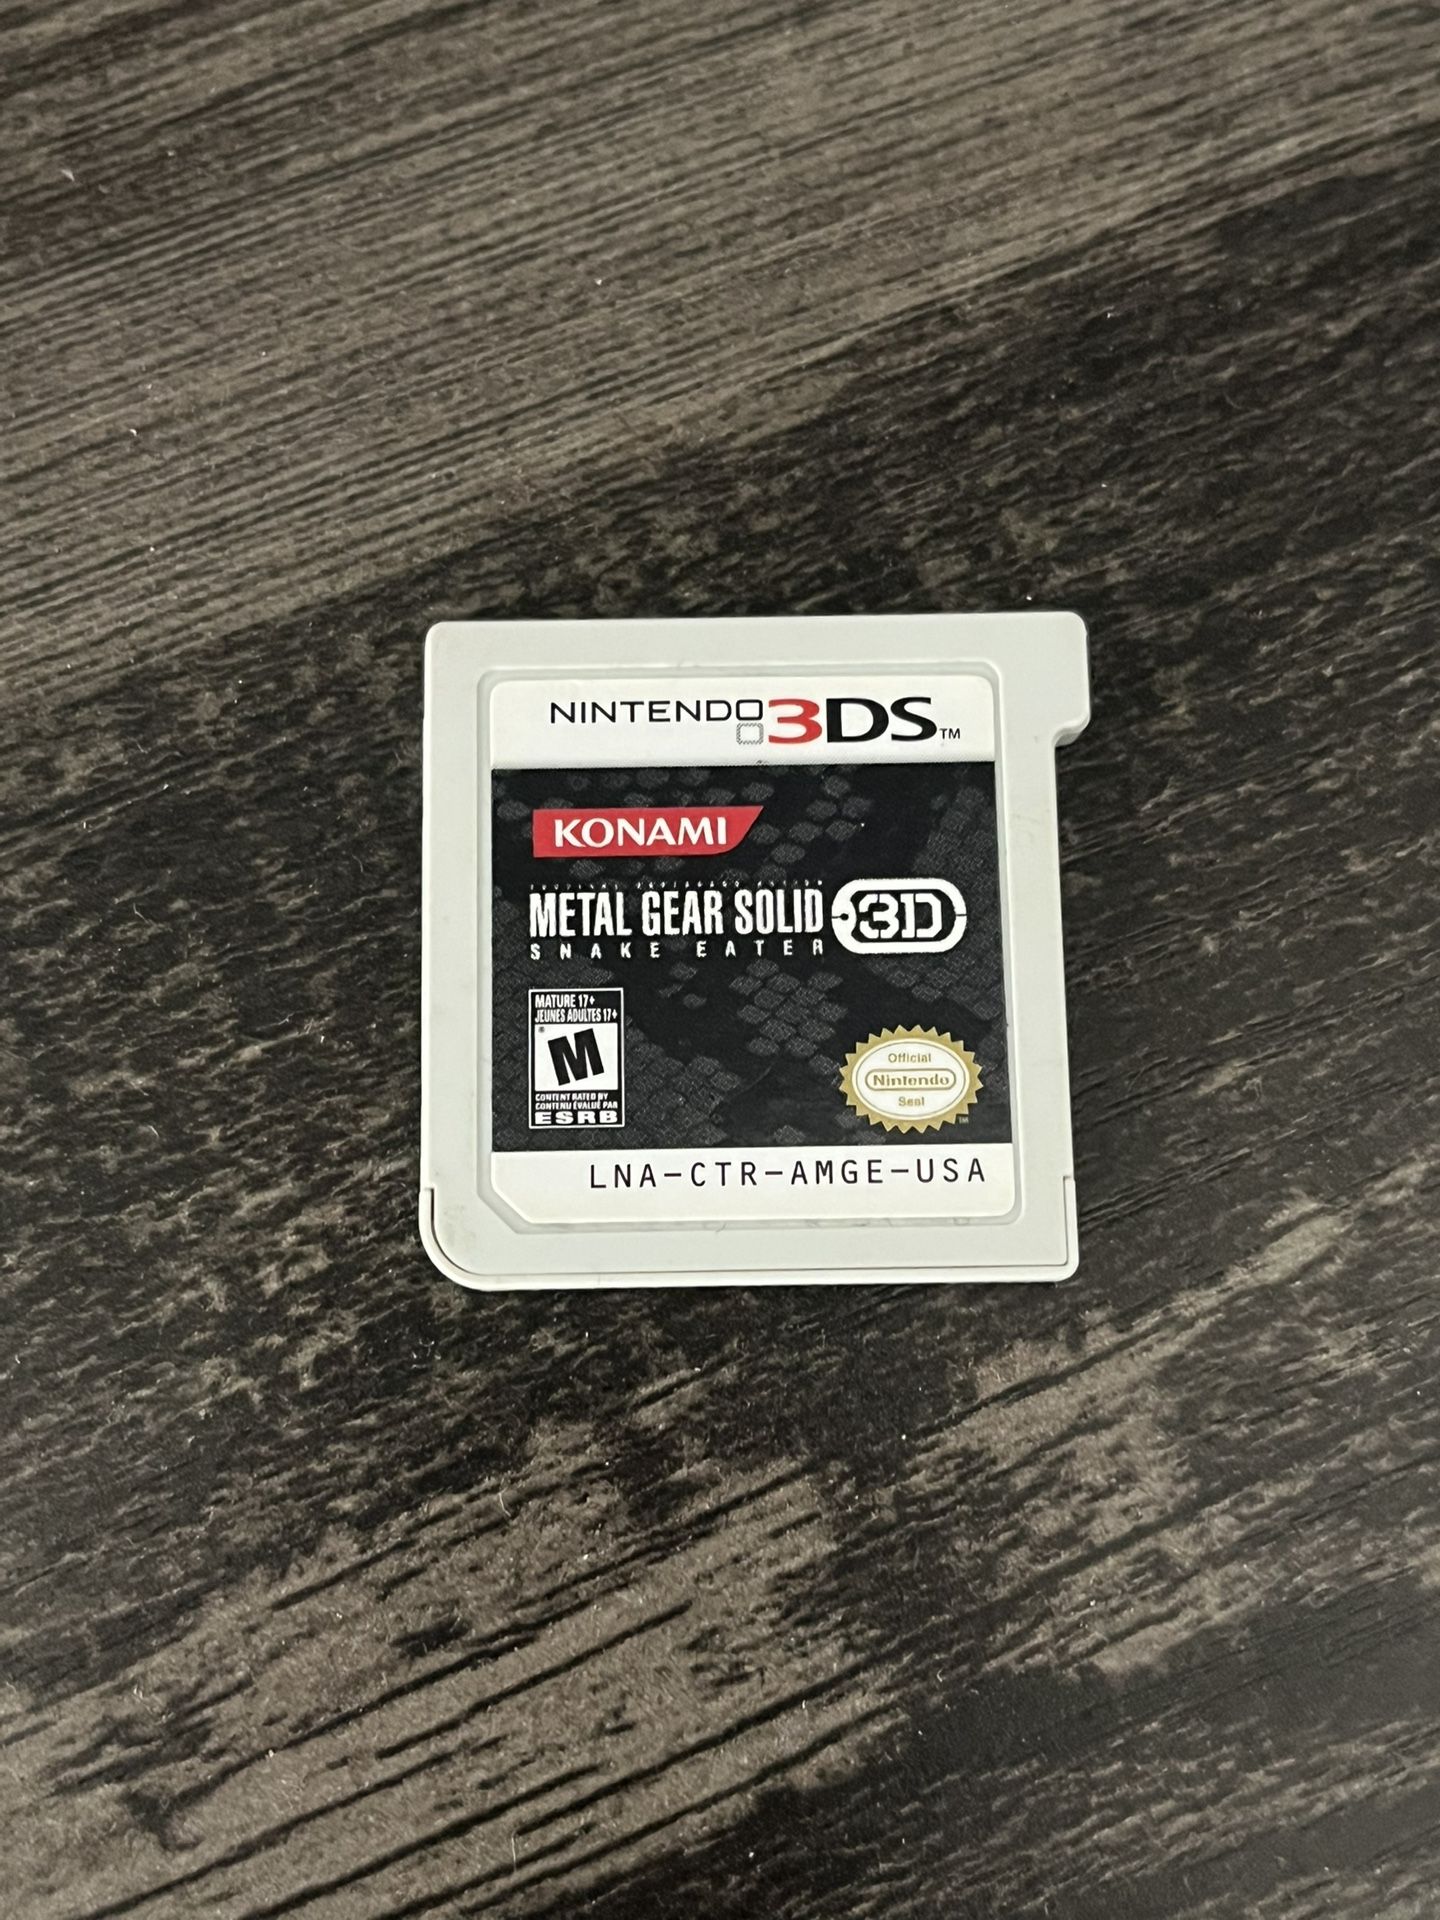 NINTENDO 3DS™
KONAMI
METAL GEAR SOLID 3D
SNAKE EATER
MATURE 17+
JEUNES ADULTES 17+
M
CONTENT RATED BY
CONTENU ÉVALUÉ PAR
ESRB
Official
Nintendo
Seal
LNA-CTR-AMGE-USA